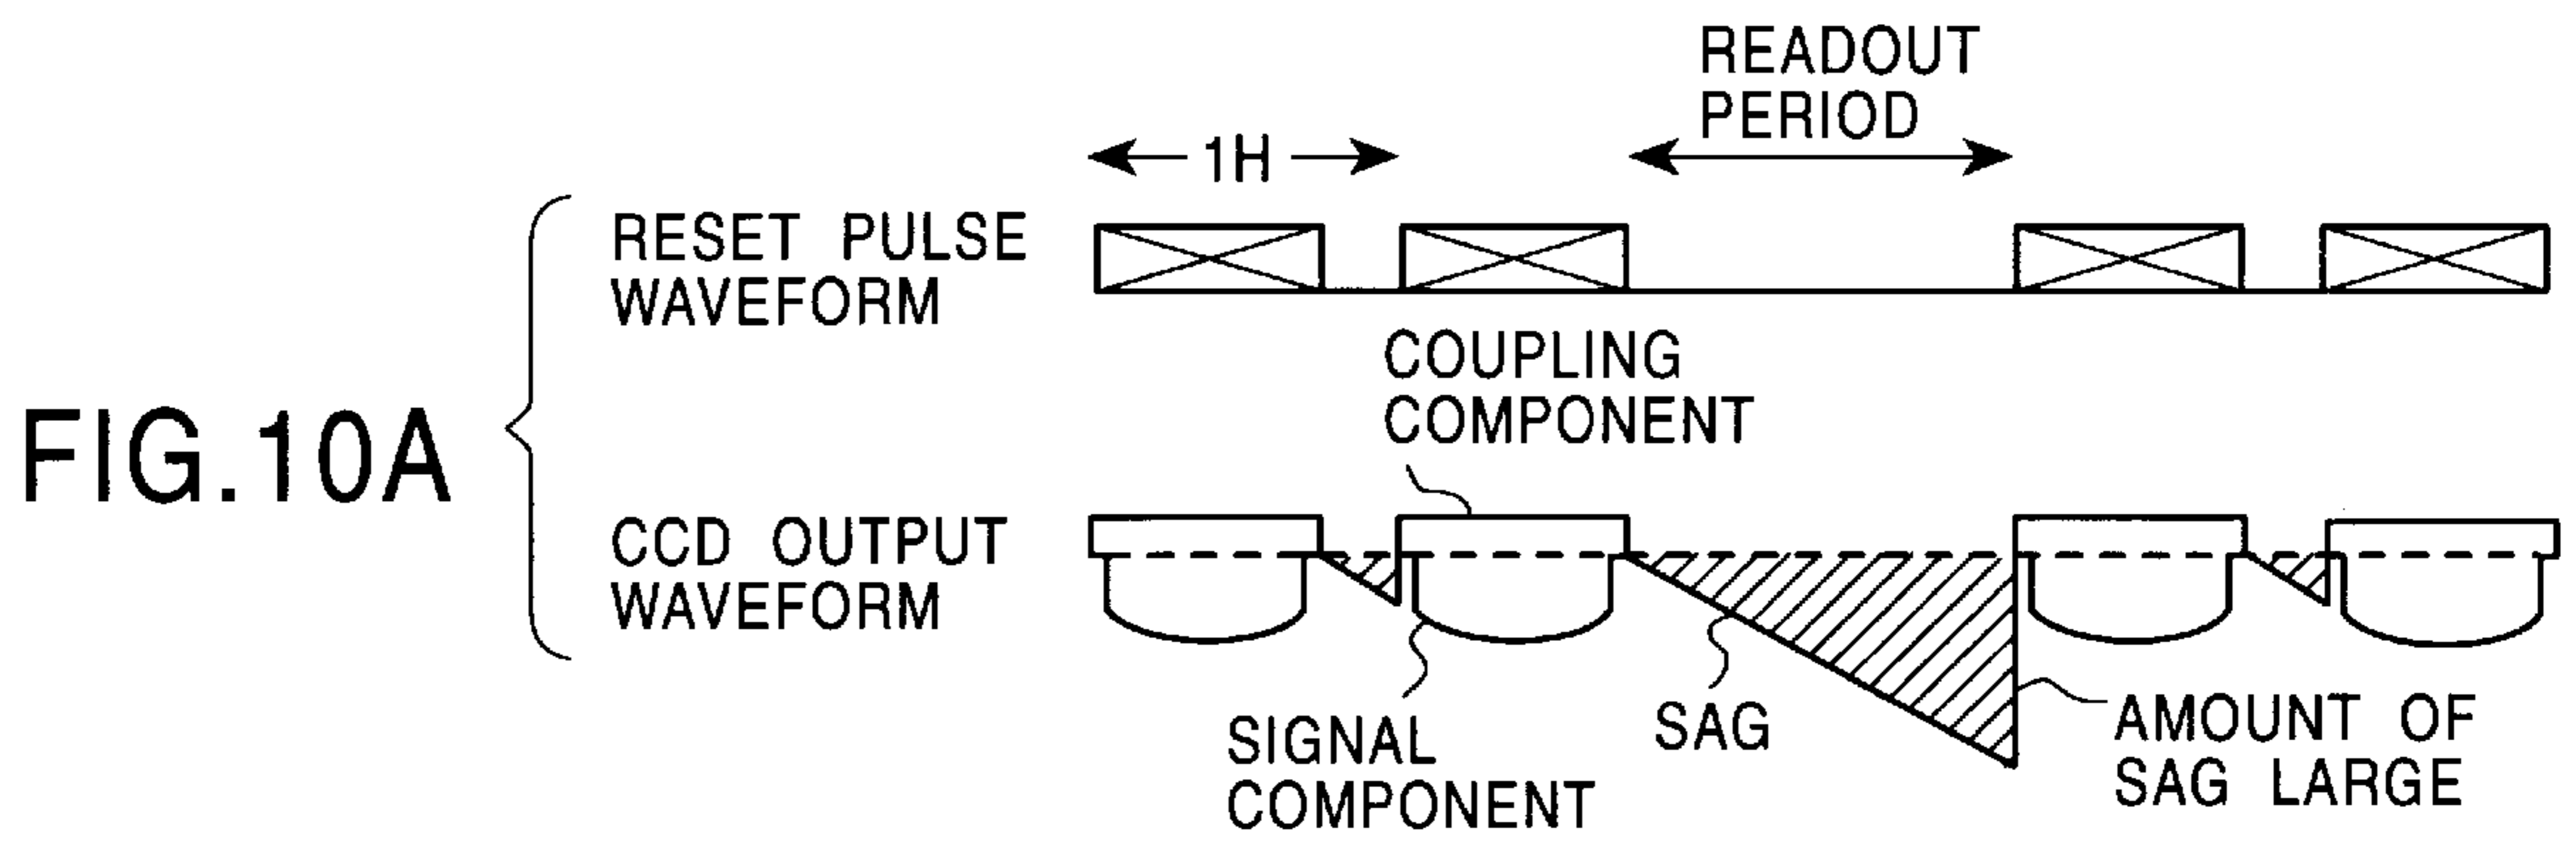 READOUT
PERIOD
1H
RESET PULSE
WAVEFORM
COUPLING
COMPONENT
FIG.10A
CCD OUTPUT
WAVEFORM
SIGNAL
COMPONENT
SAG
AMOUNT OF
SAG LARGE